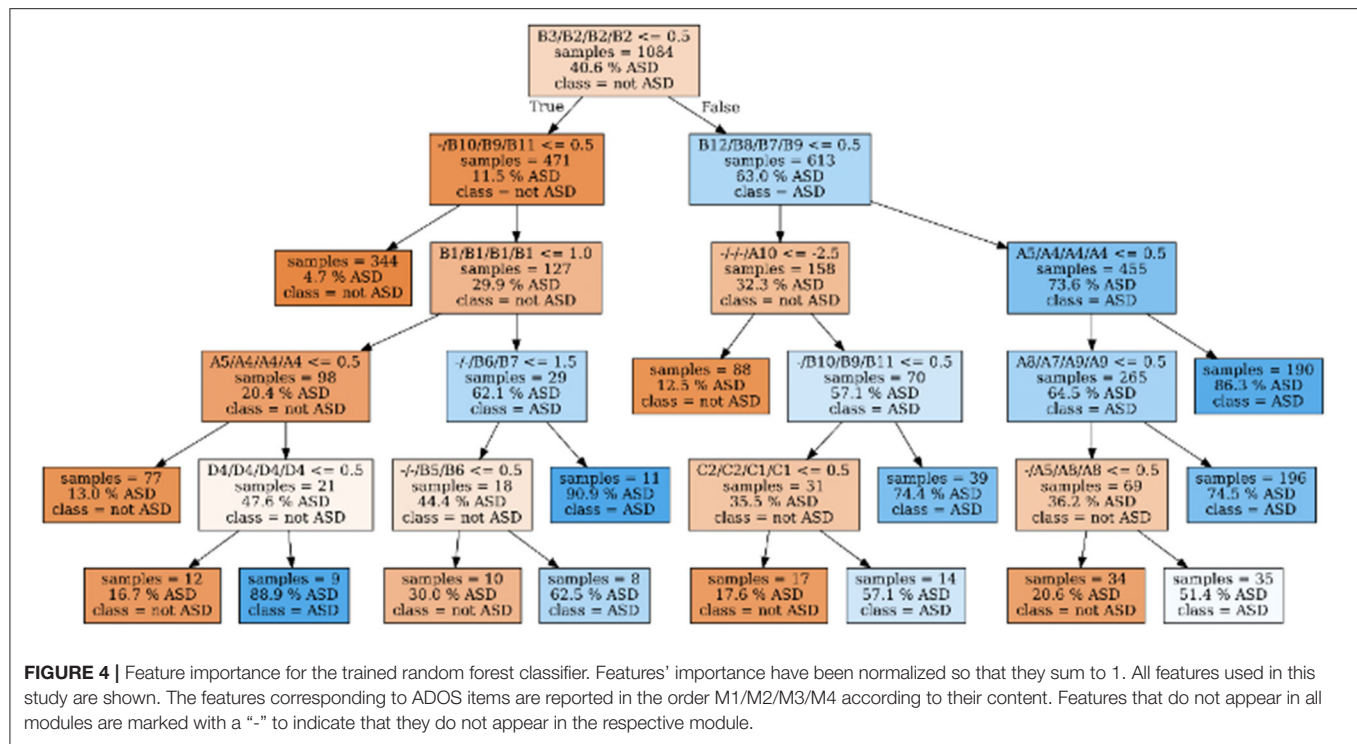 B3/B2/B2/B2 <= 0.5
samples = 1084
40.6 % ASD
class = not ASD
True
False
-/B10/B9/B11 <= 0.5
samples = 471
11.5 % ASD
class = not ASD
B12/B8/B7/B9 <= 0.5
samples = 613
63.0 % ASD
class = ASD
samples = 344
4.7 % ASD
class = not ASD
B1/B1/B1/B1 <= 1.0
samples = 127
29.9 % ASD
class = not ASD
-/-/-/A10 <= -2.5
samples = 158
32.3 % ASD
class = not ASD
A5/A4/A4/A4 <= 0.5
samples = 455
73.6 % ASD
class = ASD
A5/A4/A4/A4 <= 0.5
samples = 98
20.4 % ASD
class = not ASD
-/-/B6/B7 <= 1.5
samples = 29
62.1 % ASD
class = ASD
samples = 88
12.5 % ASD
class = not ASD
-/B10/B9/B11 <= 0.5
samples = 70
57.1 % ASD
class = ASD
A8/A7/A9/A9 <= 0.5
samples = 265
64.5 % ASD
class = ASD
samples = 190
86.3 % ASD
class = ASD
samples = 77
13.0 % ASD
class = not ASD
D4/D4/D4/D4 <= 0.5
samples = 21
47.6 % ASD
class = not ASD
-/-/B5/B6 <= 0.5
samples = 18
44.4 % ASD
class = not ASD
samples = 11
90.9 % ASD
class = ASD
C2/C2/C1/C1 <= 0.5
samples = 31
35.5 % ASD
class = not ASD
samples = 39
74.4 % ASD
class = ASD
-/A5/A8/A8 <= 0.5
samples = 69
36.2 % ASD
class = not ASD
samples = 196
74.5 % ASD
class = ASD
samples = 12
16.7 % ASD
class = not ASD
samples = 9
88.9 % ASD
class = ASD
samples = 10
30.0 % ASD
class = not ASD
samples = 8
62.5 % ASD
class = ASD
samples = 17
17.6 % ASD
class = not ASD
samples = 14
57.1 % ASD
class = ASD
samples = 34
20.6 % ASD
class = not ASD
samples = 35
51.4 % ASD
class = ASD
FIGURE 4 | Feature importance for the trained random forest classifier. Features' importance have been normalized so that they sum to 1. All features used in this
study are shown. The features corresponding to ADOS items are reported in the order M1/M2/M3/M4 according to their content. Features that do not appear in all
modules are marked with a "-" to indicate that they do not appear in the respective module.